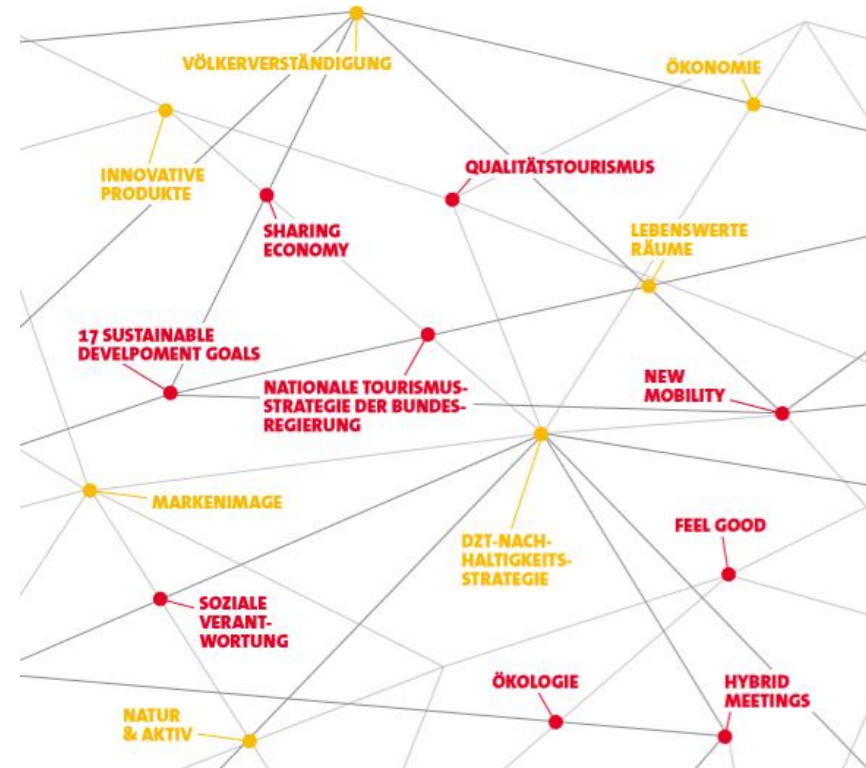 VÖLKERVERSTÄNDIGUNG
ÖKONOMIE
INNOVATIVE
PRODUKTE
QUALITÄTSTOURISMUS
SHARING
ECONOMY
LEBENSWERTE
RÄUME
17 SUSTAINABLE
DEVELPOMENT GOALS
NATIONALE TOURISMUS-
STRATEGIE DER BUNDES-
REGIERUNG
NEW
MOBILITY
MARKENIMAGE
DZT-NACH-
HALTIGKEITS-
STRATEGIE
FEEL GOOD
SOZIALE
VERANT-
WORTUNG
ÖKOLOGIE
HYBRID
MEETINGS
NATUR
& AKTIV